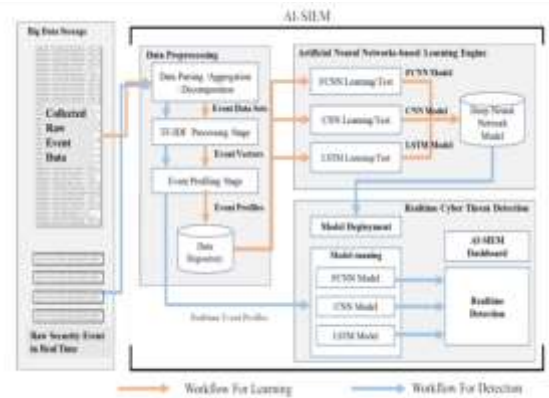 AI-SIEM
Big Data Storage
Collected
Raw
Event
Data
Raw Security Event
in Real Time
Data Preprocessing
Data Parsing /Aggregation
/Decomposition
Event Data Sets
TF-IDF Processing Stage
Event Vectors
Event Profiling Stage
Event Profiles
Data
Repository
Artificial Neural Networks-based Learning Engine
FCNN Learning/Test
CNN Learning/Test
LSTM Learning/Test
FCNN Model
CNN Model
LSTM Model
Deep Neural
Network
Model
Realtime Cyber Threat Detection
Model Deployment
Model running
FCNN Model
CNN Model
LSTM Model
AI-SIEM
Dashboard
Realtime
Detection
Realtime Event Profiles
Workflow For Learning
Workflow For Detection